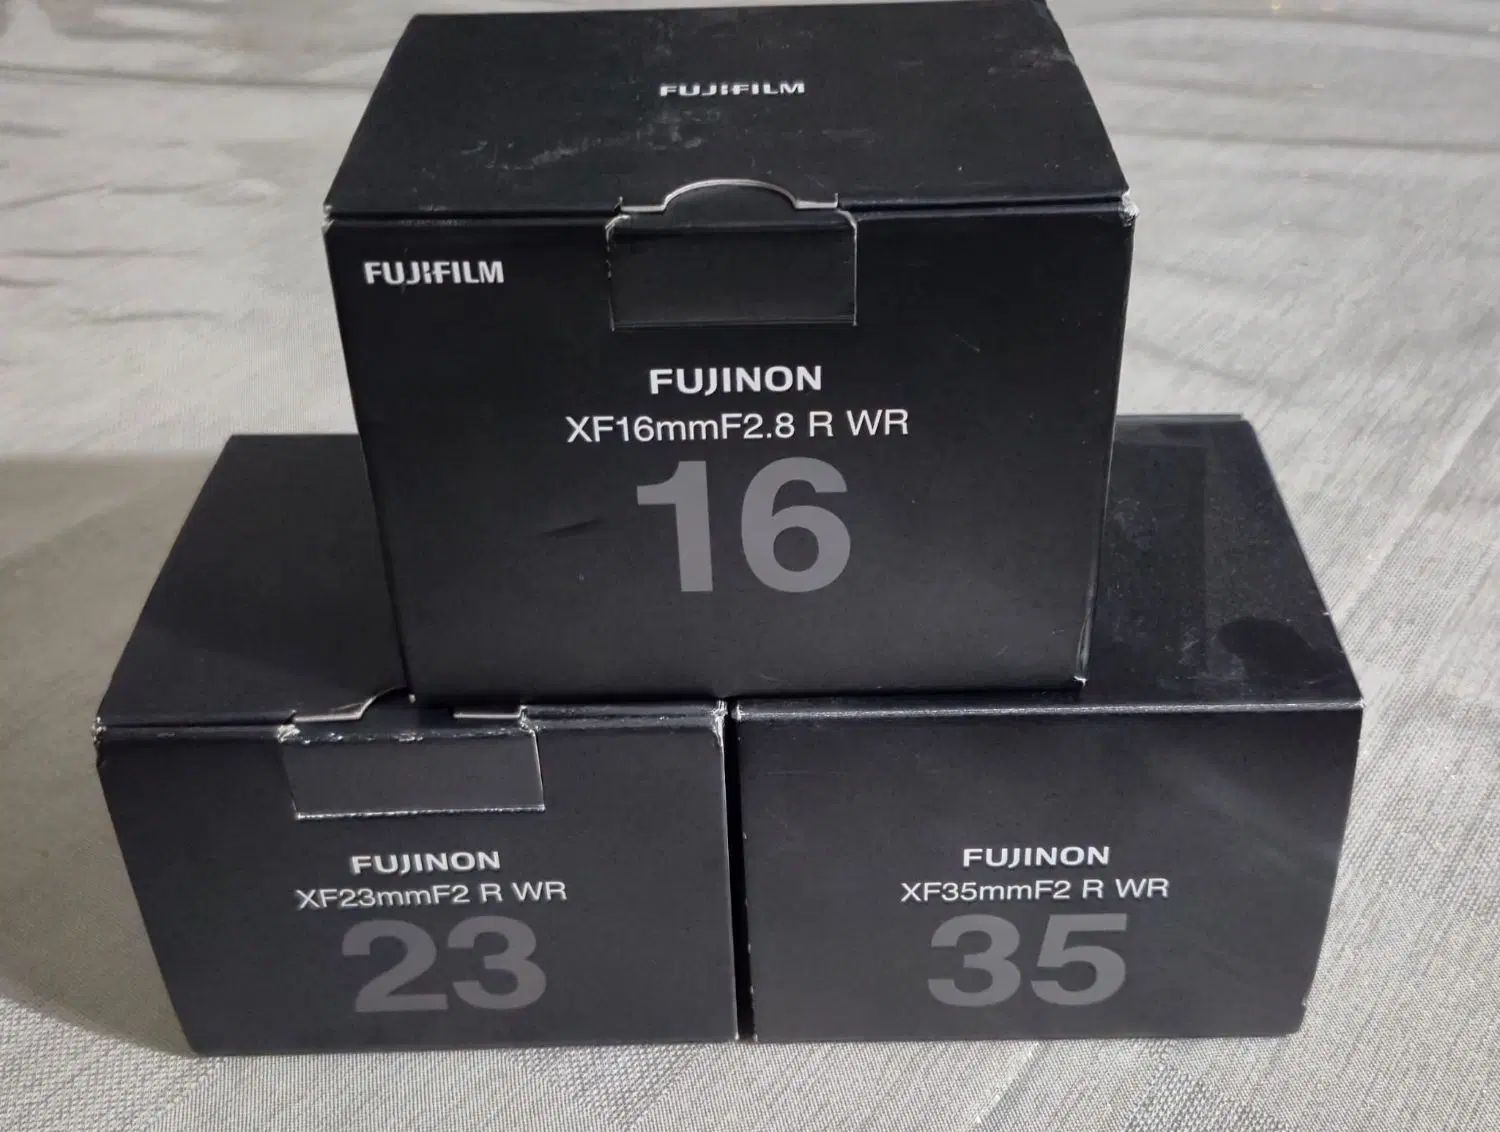 FUJIFILM
FUJIFILM
FUJINON
XF16mmF2.8 R WR
16
FUJINON
XF23mmF2 R WR
23
FUJINON
XF35mmF2 R WR
35